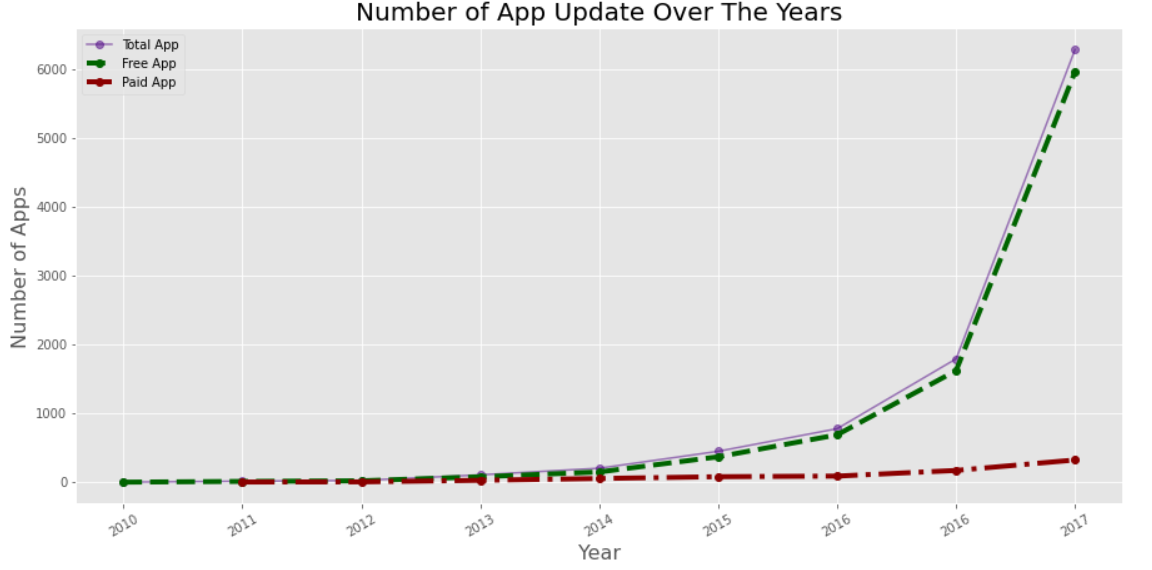 Number of App Update Over The Years
Total App
Free App
Paid App
6000
5000
4000
3000
2000
1000
0
Number of Apps
2010
2011
2012
2013
2014
2015
2016
2016
2017
Year